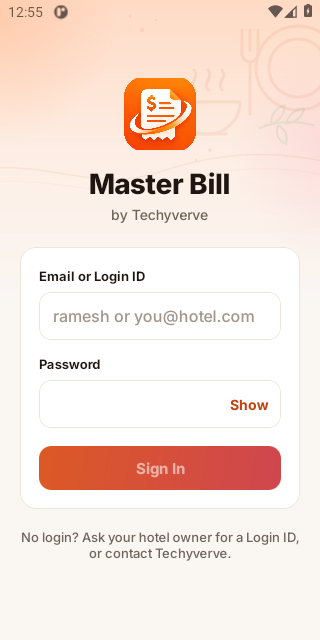 12:55
$
Master Bill
by Techyverve
Email or Login ID
ramesh or you@hotel.com
Password
Show
Sign In
No login? Ask your hotel owner for a Login ID,
or contact Techyverve.